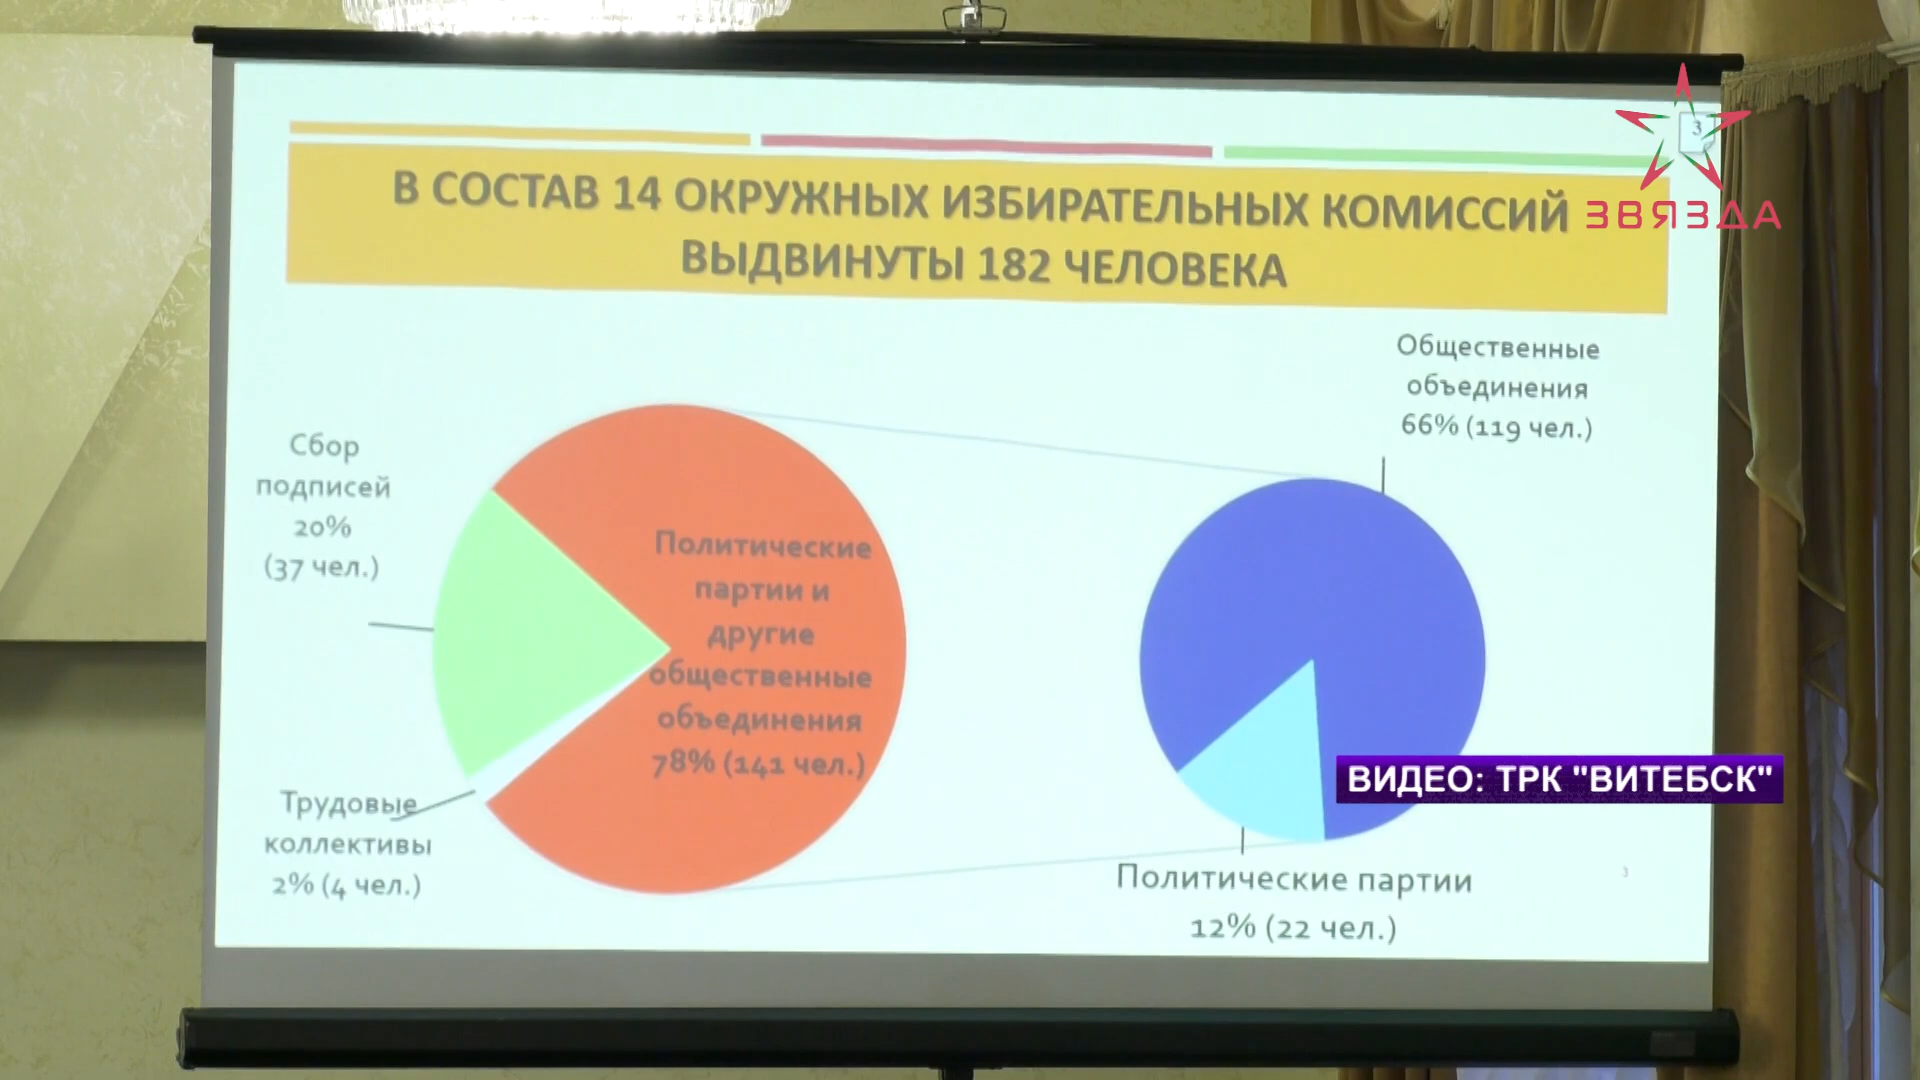 3
В СОСТАВ 14 ОКРУЖНЫХ ИЗБИРАТЕЛЬНЫХ КОМИССИЙ
ВЫДВИНУТЫ 182 ЧЕЛОВЕКА
ЗВЯЗДА
Общественные
объединения
66% (119 чел.)
Сбор
подписей
20%
(37 чел.)
Политические
партии и
другие
общественные
объединения
78% (141 чел.)
Трудовые
коллективы
2% (4 чел.)
ВИДЕО: ТРК "ВИТЕБСК"
Политические партии
12% (22 чел.)
3